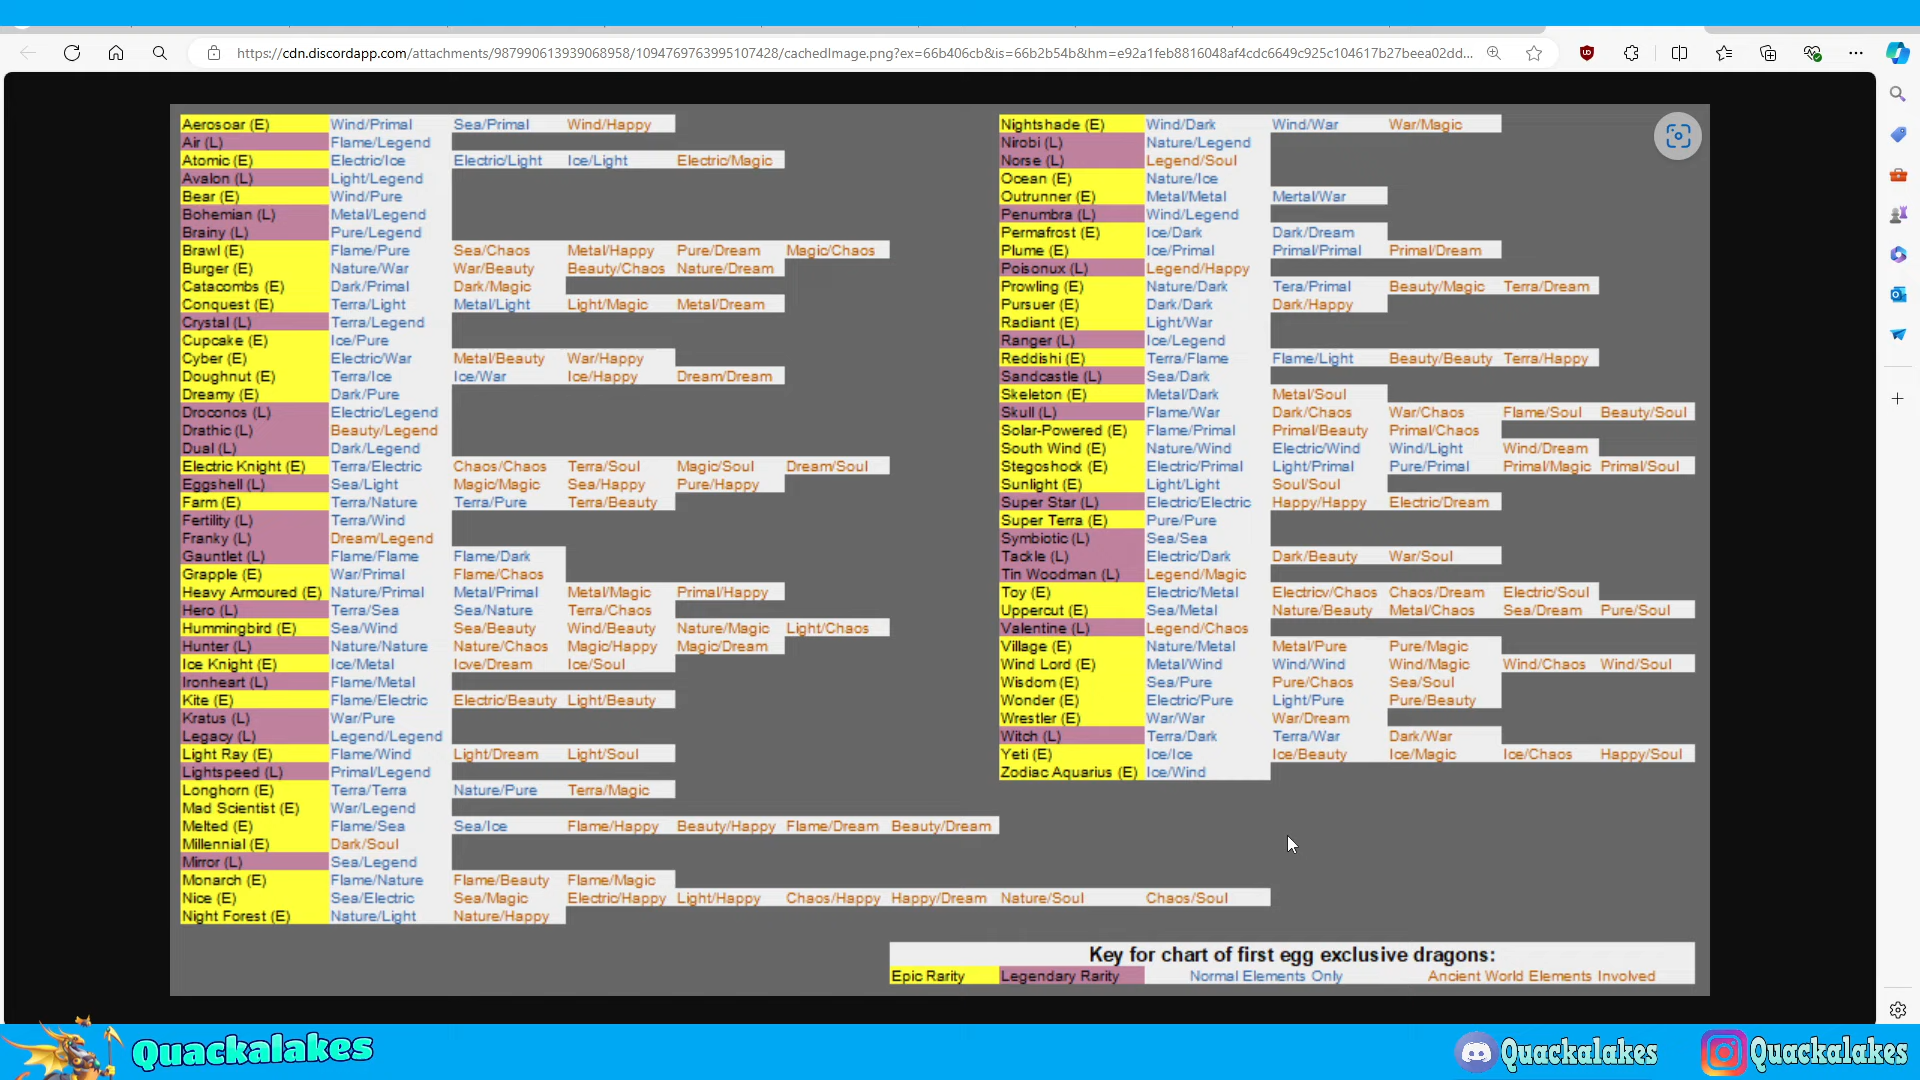 https://cdn.discordapp.com/attachments/987990613939068958/1094769763995107428/cachedImage.png?ex=66b406cb&is=66b2b54b&hm=e92a1feb8816048af4cdc6649c925c104617b27beea02dd...
Aerosoar (E) Wind/Primal Sea/Primal Wind/Happy
Air (L) Flame/Legend
Atomic (E) Electric/Ice Electric/Light Ice/Light Electric/Magic
Avalon (L) Light/Legend
Bear (E) Wind/Pure
Bohemian (L) Metal/Legend
Brainy (L) Pure/Legend
Brawl (E) Flame/Pure Sea/Chaos Metal/Happy Pure/Dream Magic/Chaos
Burger (E) Nature/War War/Beauty Beauty/Chaos Nature/Dream
Catacombs (E) Dark/Primal Dark/Magic
Conquest (E) Terra/Light Metal/Light Light/Magic Metal/Dream
Crystal (L) Terra/Legend
Cupcake (E) Ice/Pure
Cyber (E) Electric/War Metal/Beauty War/Happy
Doughnut (E) Terra/Ice Ice/War Ice/Happy Dream/Dream
Dreamy (E) Dark/Pure
Droconos (L) Electric/Legend
Drathic (L) Beauty/Legend
Dual (L) Dark/Legend
Electric Knight (E) Terra/Electric Chaos/Chaos Terra/Soul Magic/Soul Dream/Soul
Eggshell (L) Sea/Light Magic/Magic Sea/Happy Pure/Happy
Farm (E) Terra/Nature Terra/Pure Terra/Beauty
Fertility (L) Terra/Wind
Franky (L) Dream/Legend
Gauntlet (L) Flame/Flame Flame/Dark
Grapple (E) War/Primal Flame/Chaos
Heavy Armoured (E) Nature/Primal Metal/Primal Metal/Magic Primal/Happy
Hero (L) Terra/Sea Sea/Nature Terra/Chaos
Hummingbird (E) Sea/Wind Sea/Beauty Wind/Beauty Nature/Magic Light/Chaos
Hunter (L) Nature/Nature Nature/Chaos Magic/Happy Magic/Dream
Ice Knight (E) Ice/Metal Icve/Dream Ice/Soul
Ironheart (L) Flame/Metal
Kite (E) Flame/Electric Electric/Beauty Light/Beauty
Kratus (L) War/Pure
Legacy (L) Legend/Legend
Light Ray (E) Flame/Wind Light/Dream Light/Soul
Lightspeed (L) Primal/Legend
Longhorn (E) Terra/Terra Nature/Pure Terra/Magic
Mad Scientist (E) War/Legend
Melted (E) Flame/Sea Sea/Ice Flame/Happy Beauty/Happy Flame/Dream Beauty/Dream
Millennial (E) Dark/Soul
Mirror (L) Sea/Legend
Monarch (E) Flame/Nature Flame/Beauty Flame/Magic
Nice (E) Sea/Electric Sea/Magic Electric/Happy Light/Happy Chaos/Happy Happy/Dream Nature/Soul Chaos/Soul
Night Forest (E) Nature/Light Nature/Happy
Nightshade (E) Wind/Dark Wind/War War/Magic
Nirobi (L) Nature/Legend
Norse (L) Legend/Soul
Ocean (E) Nature/Ice
Outrunner (E) Metal/Metal Mertal/War
Penumbra (L) Wind/Legend
Permafrost (E) Ice/Dark Dark/Dream
Plume (E) Ice/Primal Primal/Primal Primal/Dream
Poisonux (L) Legend/Happy
Prowling (E) Nature/Dark Tera/Primal Beauty/Magic Terra/Dream
Pursuer (E) Dark/Dark Dark/Happy
Radiant (E) Light/War
Ranger (L) Ice/Legend
Reddishi (E) Terra/Flame Flame/Light Beauty/Beauty Terra/Happy
Sandcastle (L) Sea/Dark
Skeleton (E) Metal/Dark Metal/Soul
Skull (L) Flame/War Dark/Chaos War/Chaos Flame/Soul Beauty/Soul
Solar-Powered (E) Flame/Primal Primal/Beauty Primal/Chaos
South Wind (E) Nature/Wind Electric/Wind Wind/Light Wind/Dream
Stegoshock (E) Electric/Primal Light/Primal Pure/Primal Primal/Magic Primal/Soul
Sunlight (E) Light/Light Soul/Soul
Super Star (L) Electric/Electric Happy/Happy Electric/Dream
Super Terra (E) Pure/Pure
Symbiotic (L) Sea/Sea
Tackle (L) Electric/Dark Dark/Beauty War/Soul
Tin Woodman (L) Legend/Magic
Toy (E) Electric/Metal Electricv/Chaos Chaos/Dream Electric/Soul
Uppercut (E) Sea/Metal Nature/Beauty Metal/Chaos Sea/Dream Pure/Soul
Valentine (L) Legend/Chaos
Village (E) Nature/Metal Metal/Pure Pure/Magic
Wind Lord (E) Metal/Wind Wind/Wind Wind/Magic Wind/Chaos Wind/Soul
Wisdom (E) Sea/Pure Pure/Chaos Sea/Soul
Wonder (E) Electric/Pure Light/Pure Pure/Beauty
Wrestler (E) War/War War/Dream
Witch (L) Terra/Dark Terra/War Dark/War
Yeti (E) Ice/Ice Ice/Beauty Ice/Magic Ice/Chaos Happy/Soul
Zodiac Aquarius (E) Ice/Wind
Key for chart of first egg exclusive dragons:
Epic Rarity Legendary Rarity Normal Elements Only Ancient World Elements Involved
Quackalakes
Quackalakes
Quackalakes